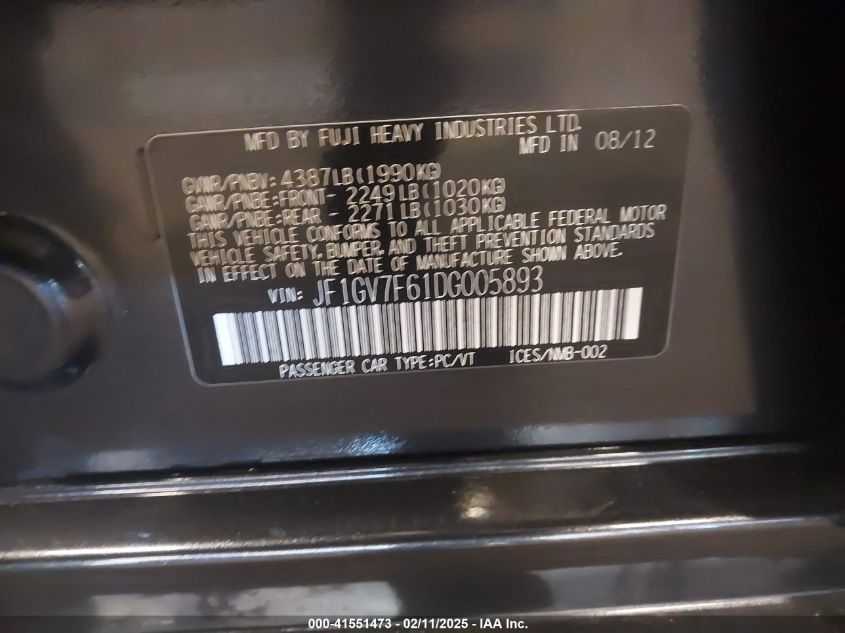 MFD BY FUJI HEAVY INDUSTRIES LTD.
MFD IN 08/12
GVWR/PNBV: 4387LB(1990KG)
GAWR/PNBE:FRONT- 2249LB(1020KG)
GAWR/PNBE:REAR - 2271LB(1030KG)
THIS VEHICLE CONFORMS TO ALL APPLICABLE FEDERAL MOTOR
VEHICLE SAFETY, BUMPER, AND THEFT PREVENTION STANDARDS
IN EFFECT ON THE DATE OF MANUFACTURE SHOWN ABOVE.
VIN: JF1GV7F61DG005893
PASSENGER CAR TYPE:PC/VT ICES/NMB-002
000-41551473 - 02/11/2025 - IAA Inc.